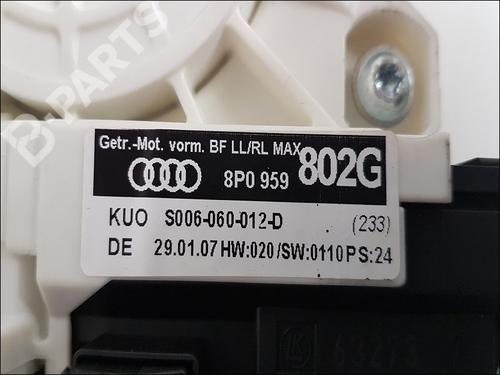 B-PARTS
Getr.-Mot. vorm. BF LL/RL MAX
8P0 959 802G
KUO S006-060-012-D (233)
DE 29.01.07 HW:020/SW:0110 PS:24